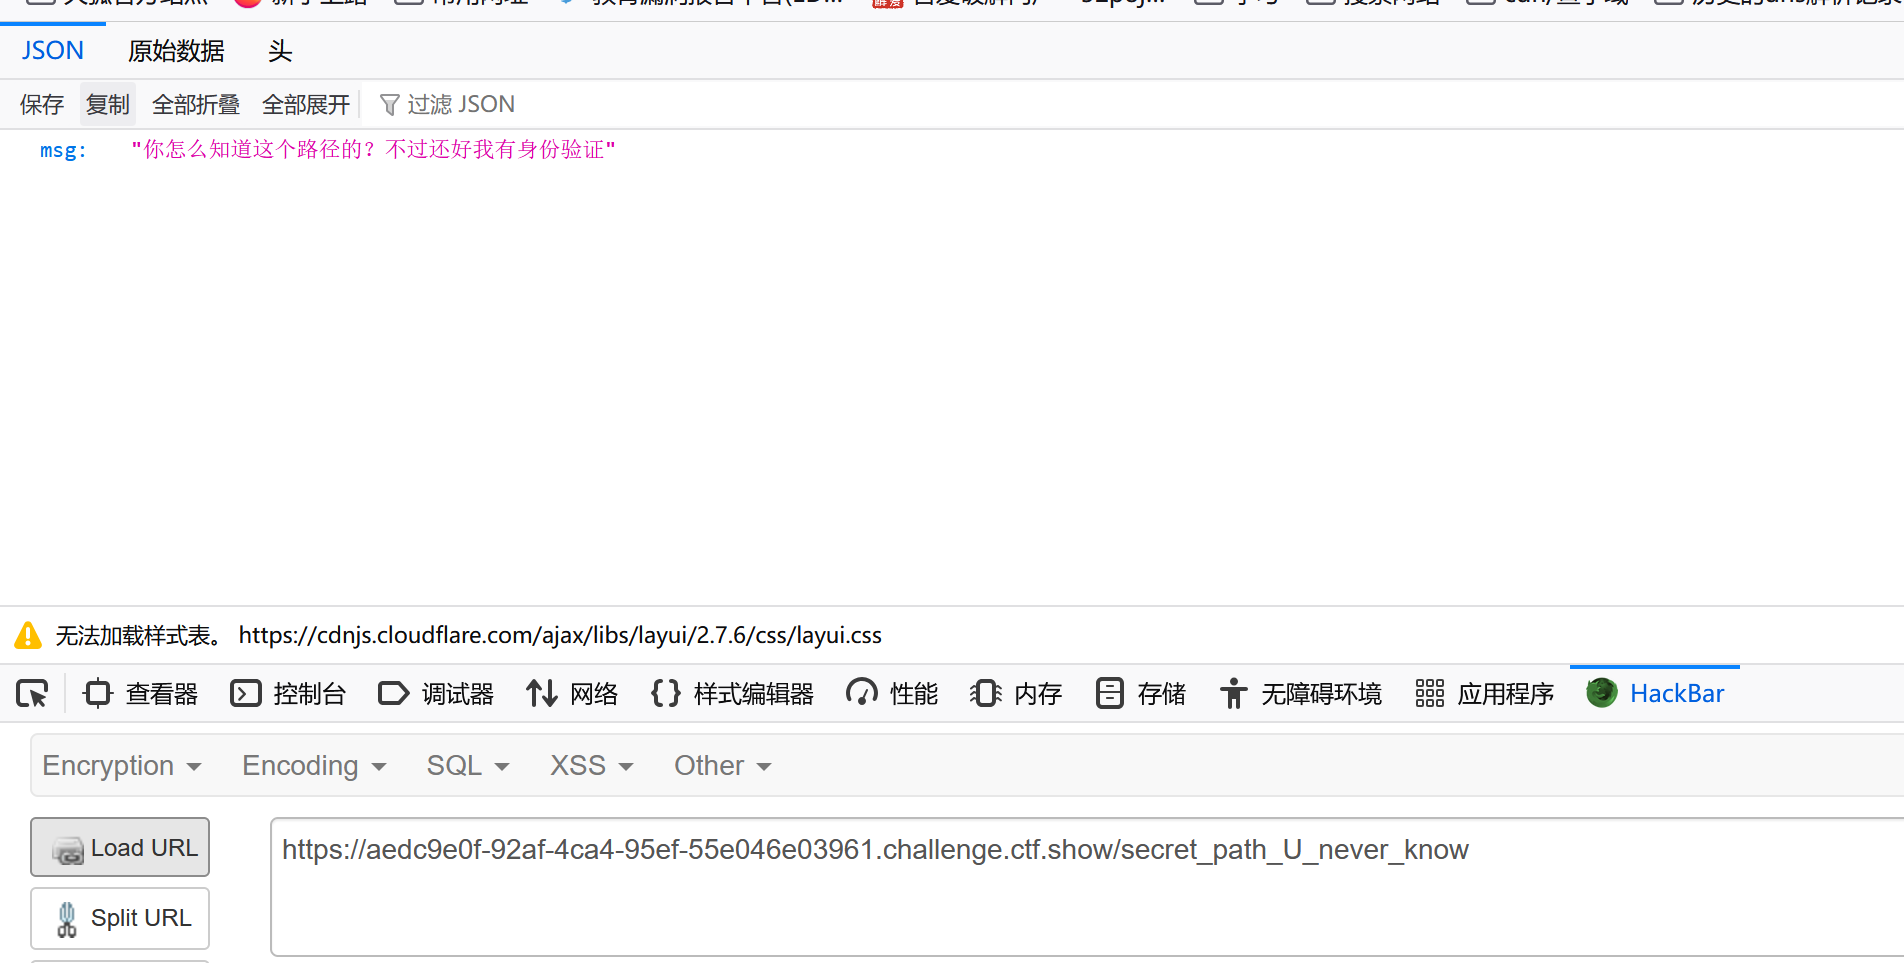 JSON 原始数据 头
保存 复制 全部折叠 全部展开 过滤 JSON
msg: "你怎么知道这个路径的？不过还好我有身份验证"
无法加载样式表。 https://cdnjs.cloudflare.com/ajax/libs/layui/2.7.6/css/layui.css
查看器 控制台 调试器 网络 样式编辑器 性能 内存 存储 无障碍环境 应用程序 HackBar
Encryption Encoding SQL XSS Other
Load URL
https://aedc9e0f-92af-4ca4-95ef-55e046e03961.challenge.ctf.show/secret_path_U_never_know
Split URL